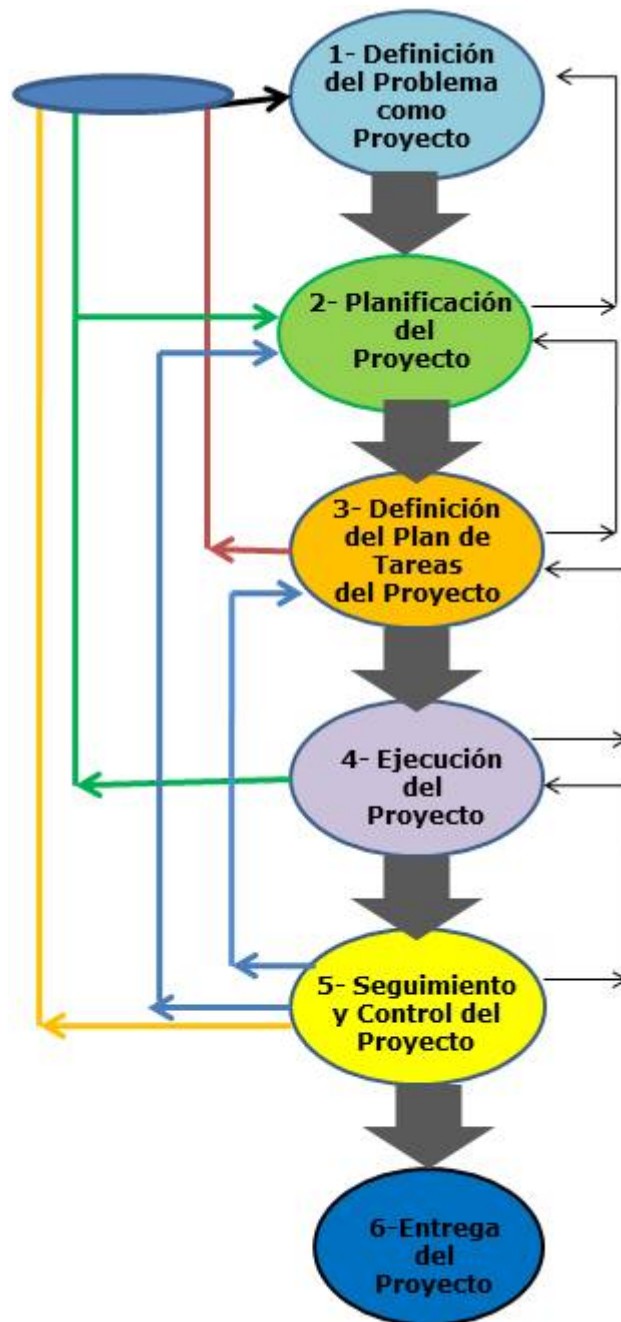 1- Definición
del Problema
como
Proyecto
2- Planificación
del
Proyecto
3- Definición
del Plan de
Tareas
del Proyecto
4- Ejecución
del
Proyecto
5- Seguimiento
y Control del
Proyecto
6-Entrega
del
Proyecto